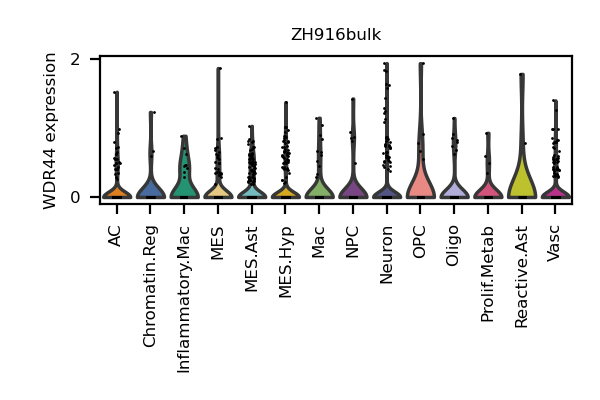 ZH916bulk
WDR44 expression
2
0
AC
Chromatin.Reg
Inflammatory.Mac
MES
MES.Ast
MES.Hyp
Mac
NPC
Neuron
OPC
Oligo
Prolif.Metab
Reactive.Ast
Vasc